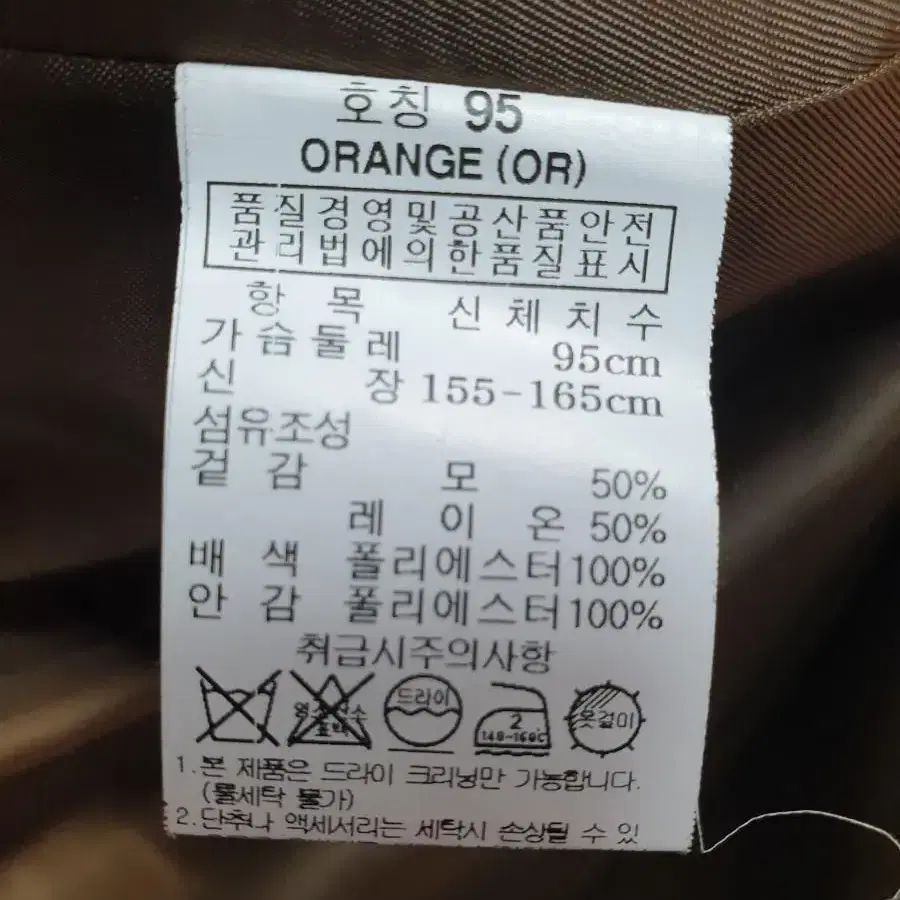 호칭 95
ORANGE (OR)
품질경영및공산품안전
관리법에의한품질표시
항 목 신 체 치 수
가슴둘레 95cm
신 장 155-165cm
섬유조성
겉 감 모 50%
레 이 온 50%
배 색 폴리에스터 100%
안 감 폴리에스터 100%
취급시주의사항
드라이 2 140-160℃ 옷걸이
1.본 제품은 드라이 크리닝만 가능합니다.
(물세탁 불가)
2.단추나 액세서리는 세탁시 손상될 수 있